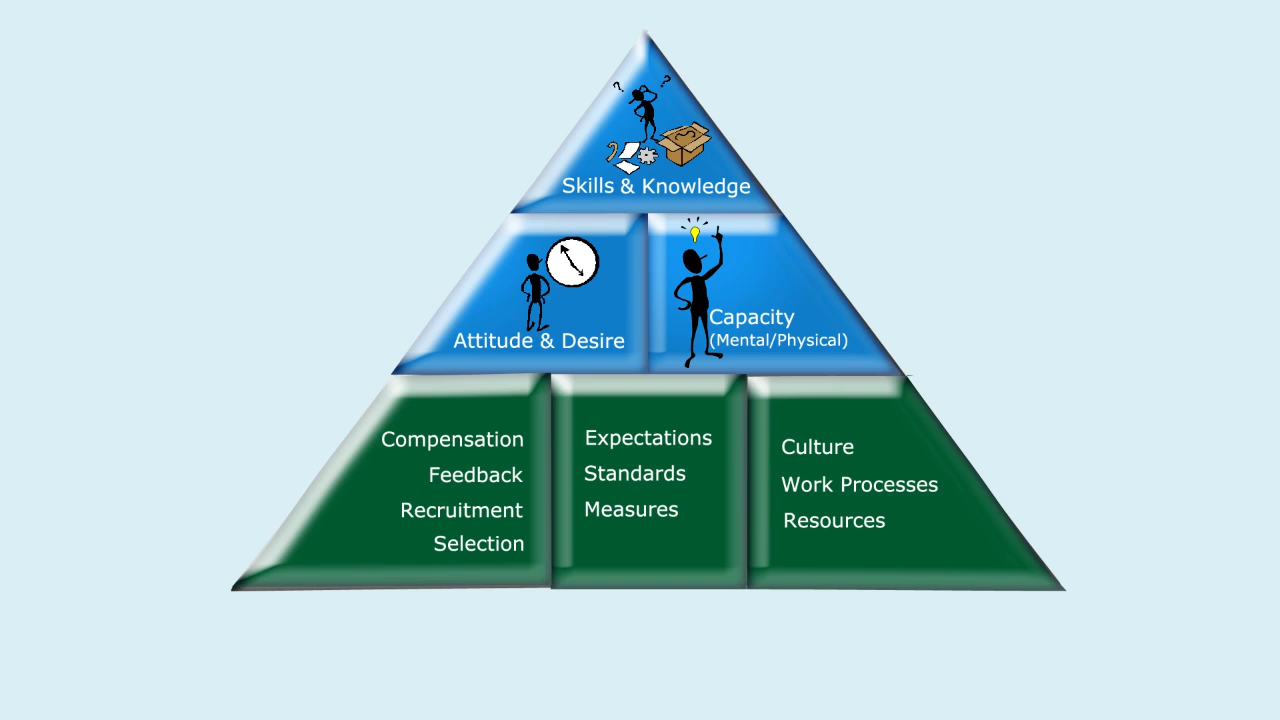 ? ?
Skills & Knowledge
Attitude & Desire
Capacity
(Mental/Physical)
Compensation
Feedback
Recruitment
Selection
Expectations
Standards
Measures
Culture
Work Processes
Resources